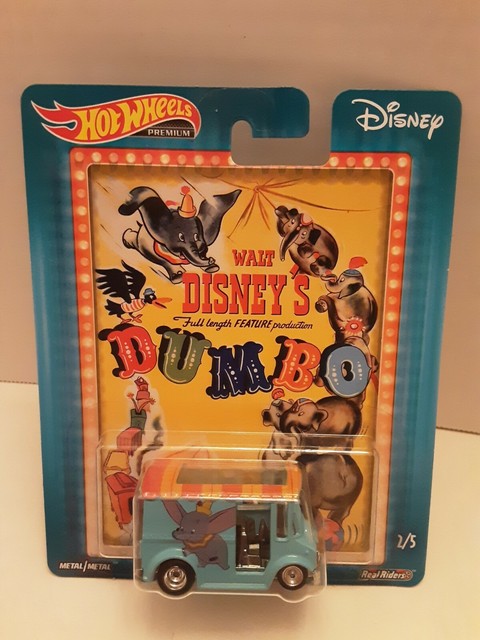 Hot Wheels
PREMIUM
Disney
WALT
DISNEY'S
Full length FEATURE production
DUMBO
2/5
METAL/METAL
Real Riders